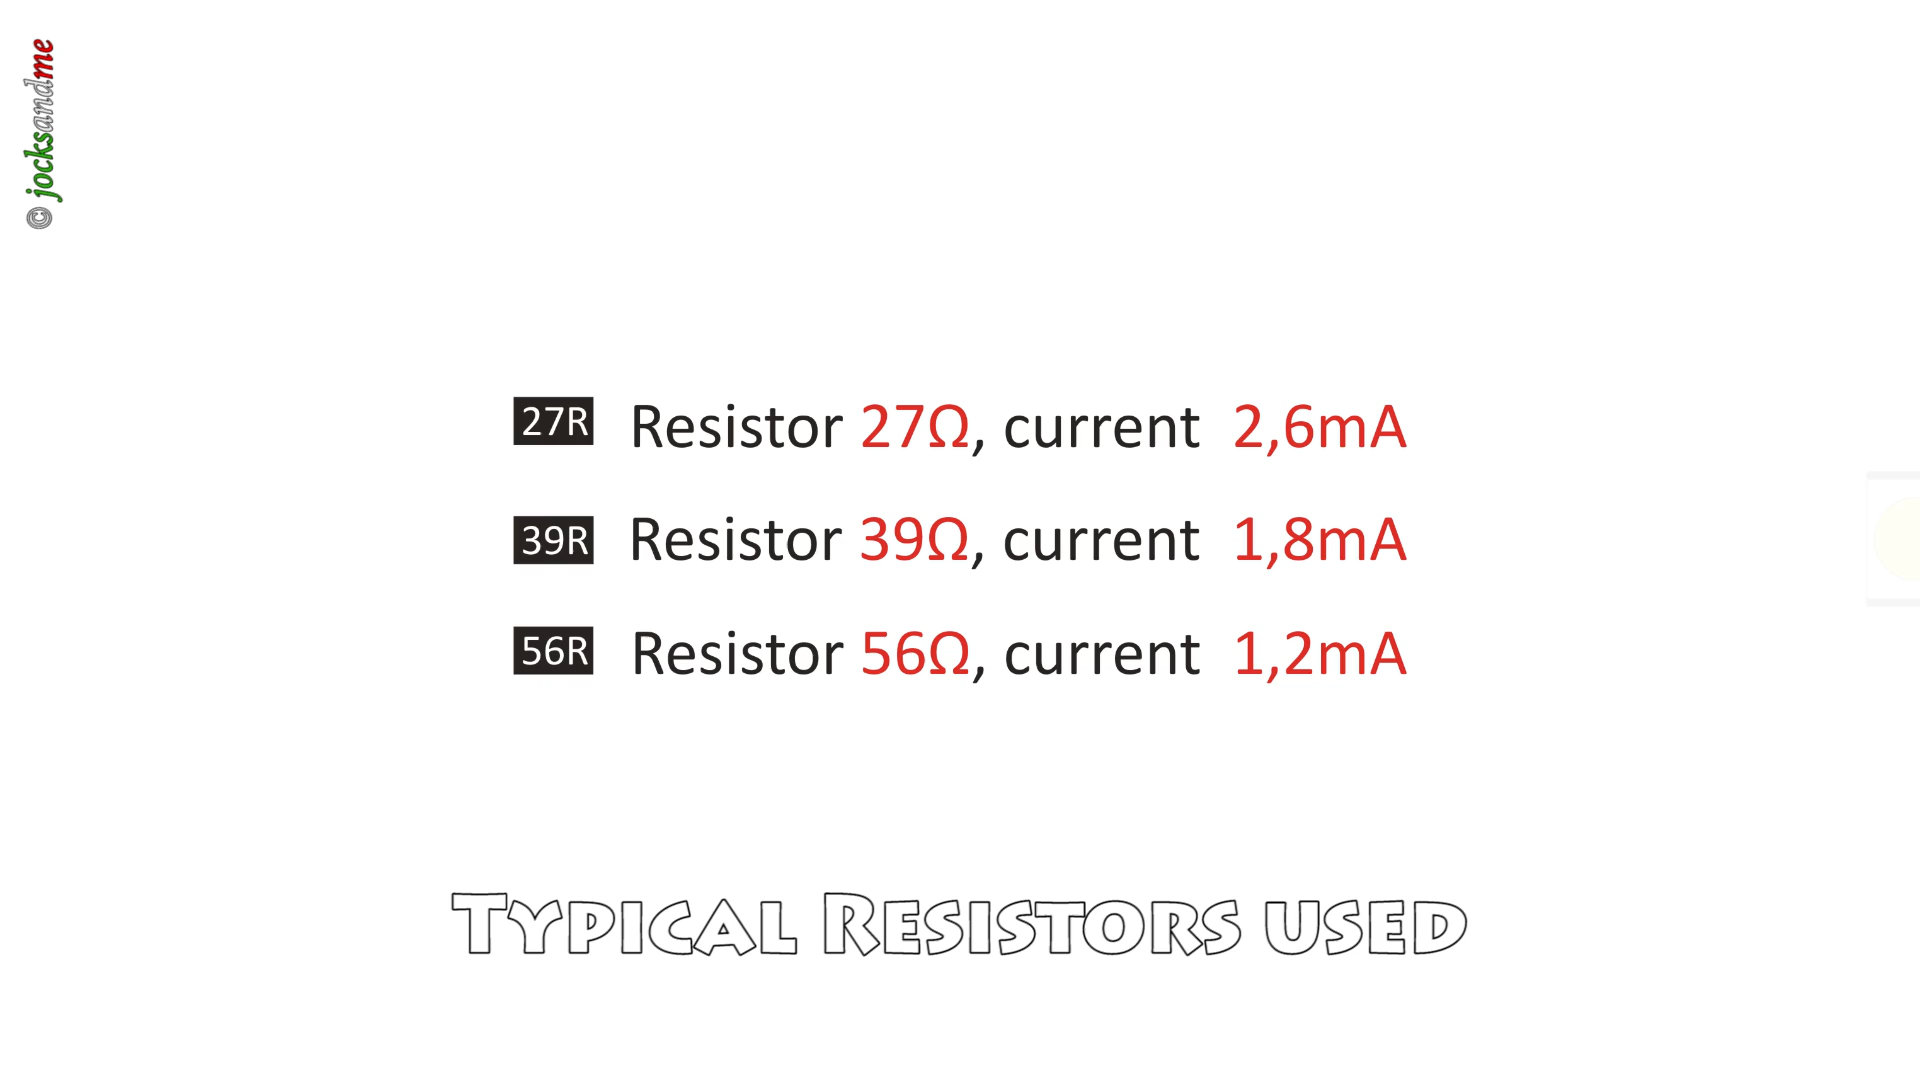 © jocksandme
27R Resistor 27Ω, current 2,6mA
39R Resistor 39Ω, current 1,8mA
56R Resistor 56Ω, current 1,2mA
TYPICAL RESISTORS USED